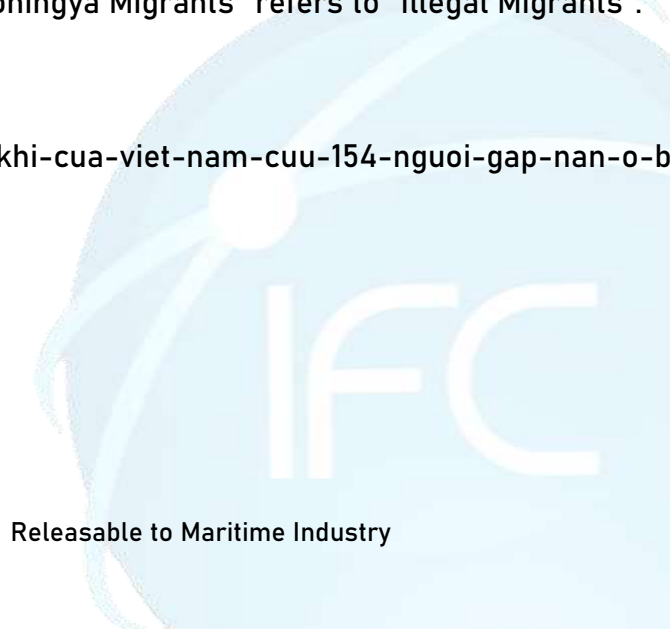 ohingya Migrants" refers to "Illegal Migrants".
khi-cua-viet-nam-cuu-154-nguoi-gap-nan-o-b
IFC
Releasable to Maritime Industry